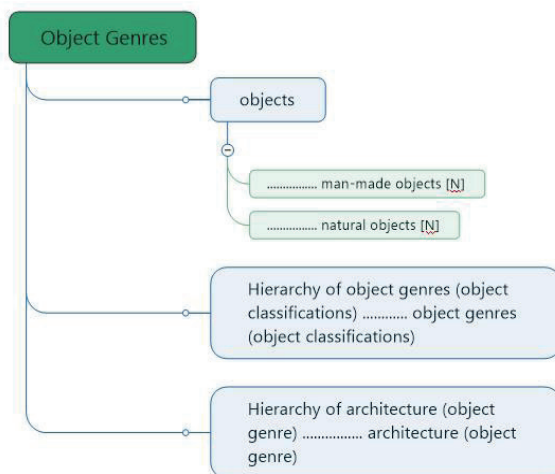 Object Genres
objects
................ man-made objects [N]
................. natural objects [N]
Hierarchy of object genres (object
classifications) ............ object genres
(object classifications)
Hierarchy of architecture (object
genre) ................. architecture (object
genre)